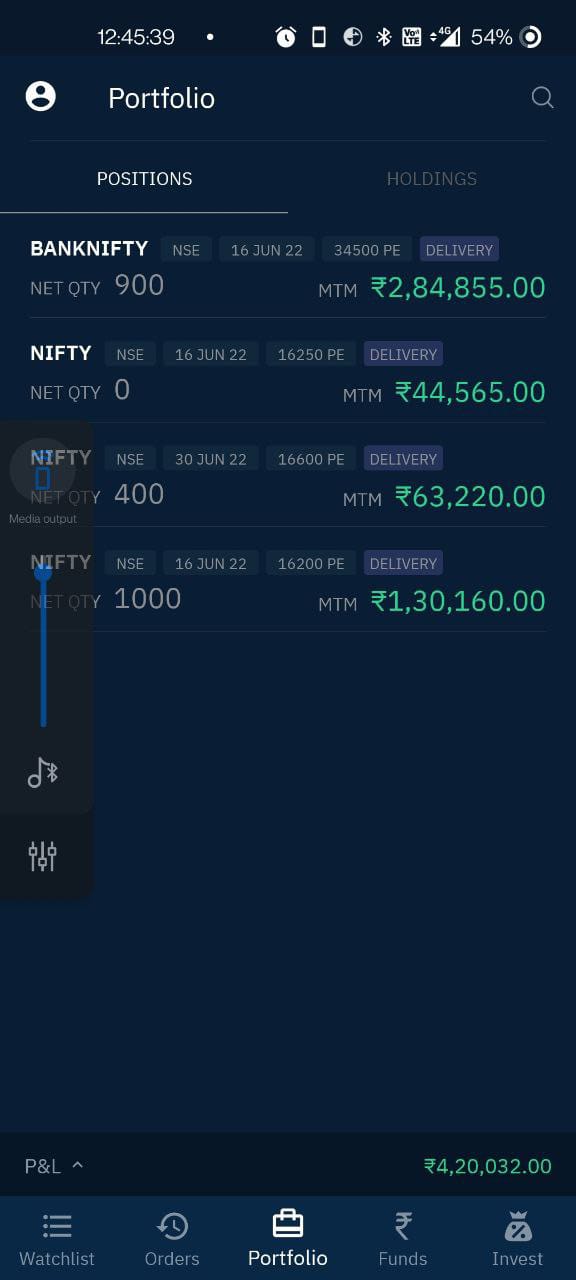 12:45:39 VoD LTE 4G 54%
Portfolio
POSITIONS HOLDINGS
BANKNIFTY NSE 16 JUN 22 34500 PE DELIVERY
NET QTY 900 MTM ₹2,84,855.00
NIFTY NSE 16 JUN 22 16250 PE DELIVERY
NET QTY 0 MTM ₹44,565.00
NIFTY NSE 30 JUN 22 16600 PE DELIVERY
NET QTY 400 MTM ₹63,220.00
Media output
NIFTY NSE 16 JUN 22 16200 PE DELIVERY
NET QTY 1000 MTM ₹1,30,160.00
P&L ₹4,20,032.00
Watchlist Orders Portfolio Funds Invest